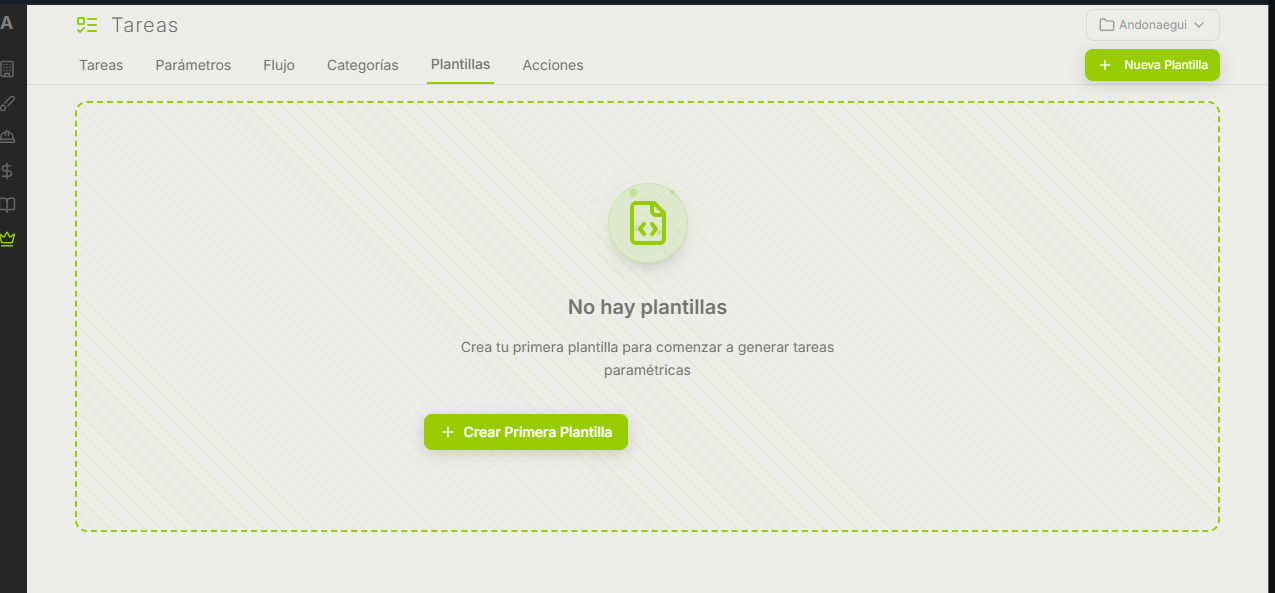 A
Tareas
Andonaegui
Tareas
Parámetros
Flujo
Categorías
Plantillas
Acciones
Nueva Plantilla
No hay plantillas
Crea tu primera plantilla para comenzar a generar tareas
paramétricas
Crear Primera Plantilla